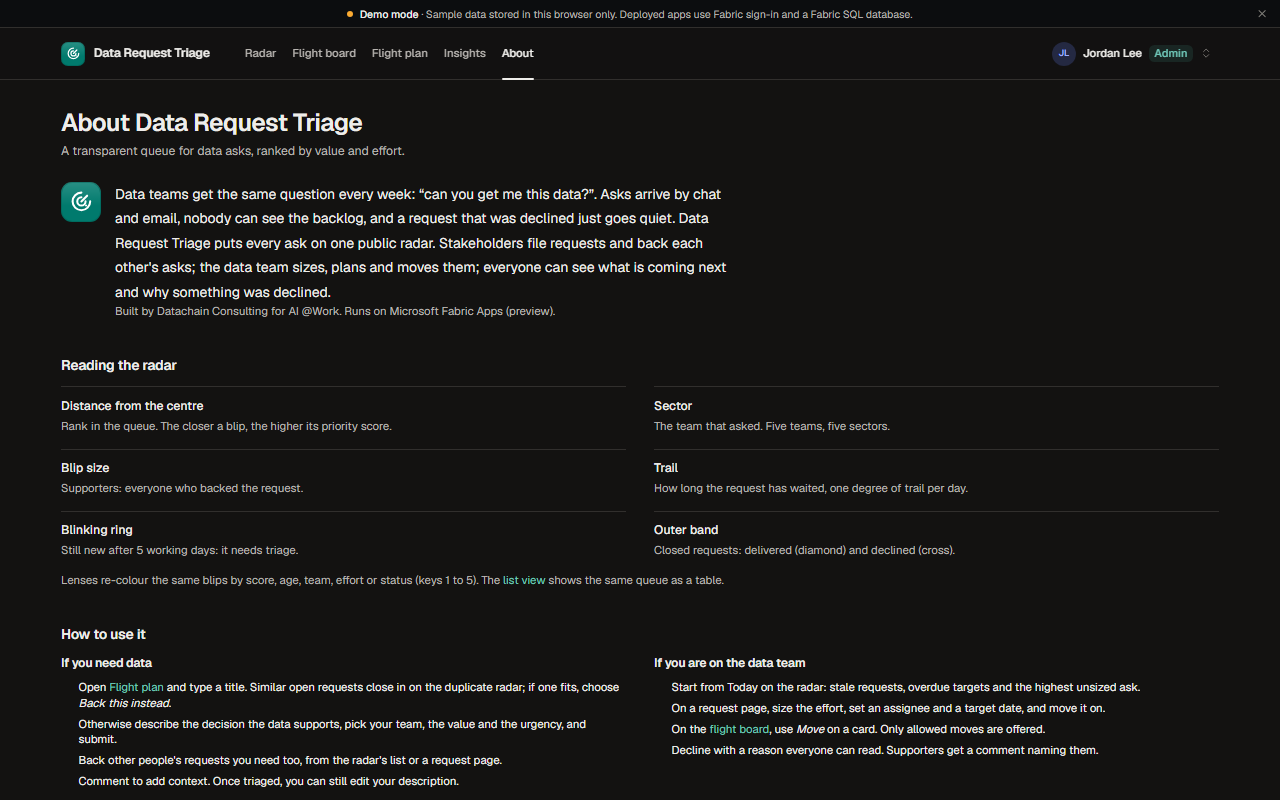 Demo mode · Sample data stored in this browser only. Deployed apps use Fabric sign-in and a Fabric SQL database.
Data Request Triage
Radar
Flight board
Flight plan
Insights
About
JL
Jordan Lee
Admin
About Data Request Triage
A transparent queue for data asks, ranked by value and effort.
Data teams get the same question every week: “can you get me this data?”. Asks arrive by chat
and email, nobody can see the backlog, and a request that was declined just goes quiet. Data
Request Triage puts every ask on one public radar. Stakeholders file requests and back each
other's asks; the data team sizes, plans and moves them; everyone can see what is coming next
and why something was declined.
Built by Datachain Consulting for AI @Work. Runs on Microsoft Fabric Apps (preview).
Reading the radar
Distance from the centre
Rank in the queue. The closer a blip, the higher its priority score.
Sector
The team that asked. Five teams, five sectors.
Blip size
Supporters: everyone who backed the request.
Trail
How long the request has waited, one degree of trail per day.
Blinking ring
Still new after 5 working days: it needs triage.
Outer band
Closed requests: delivered (diamond) and declined (cross).
Lenses re-colour the same blips by score, age, team, effort or status (keys 1 to 5). The list view shows the same queue as a table.
How to use it
If you need data
Open Flight plan and type a title. Similar open requests close in on the duplicate radar; if one fits, choose
Back this instead.
Otherwise describe the decision the data supports, pick your team, the value and the urgency, and
submit.
Back other people's requests you need too, from the radar's list or a request page.
Comment to add context. Once triaged, you can still edit your description.
If you are on the data team
Start from Today on the radar: stale requests, overdue targets and the highest unsized ask.
On a request page, size the effort, set an assignee and a target date, and move it on.
On the flight board, use Move on a card. Only allowed moves are offered.
Decline with a reason everyone can read. Supporters get a comment naming them.